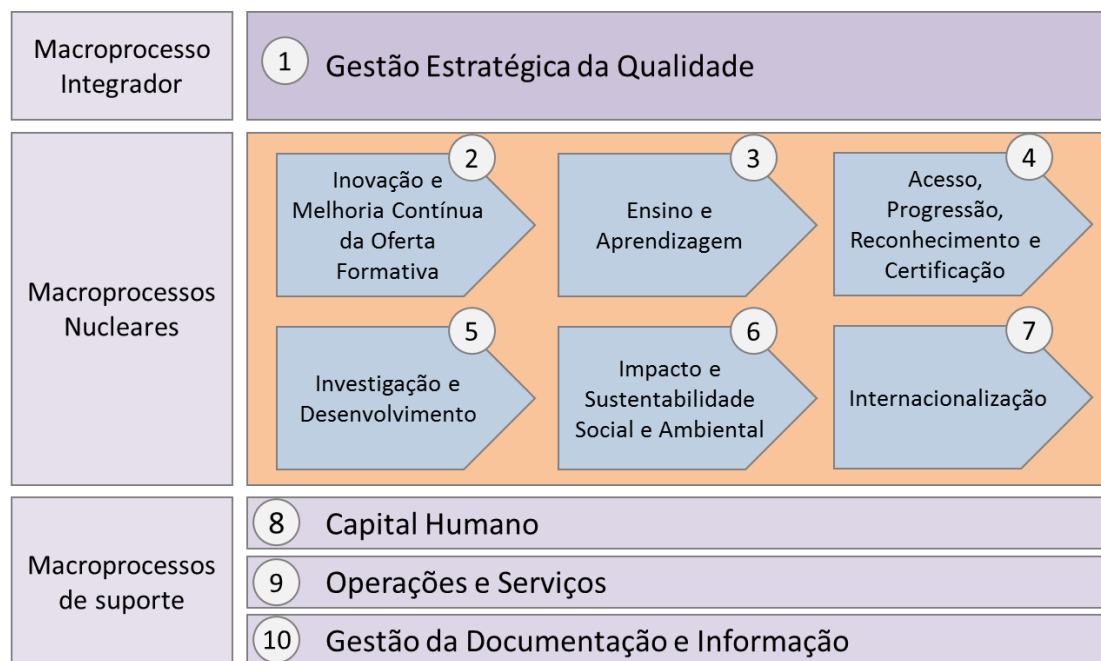 Macroprocesso
Integrador
1
Gestão Estratégica da Qualidade
Macroprocessos
Nucleares
2
Inovação e
Melhoria Contínua
da Oferta
Formativa
3
Ensino e
Aprendizagem
4
Acesso,
Progressão,
Reconhecimento e
Certificação
5
Investigação e
Desenvolvimento
6
Impacto e
Sustentabilidade
Social e Ambiental
7
Internacionalização
Macroprocessos
de suporte
8
Capital Humano
9
Operações e Serviços
10
Gestão da Documentação e Informação